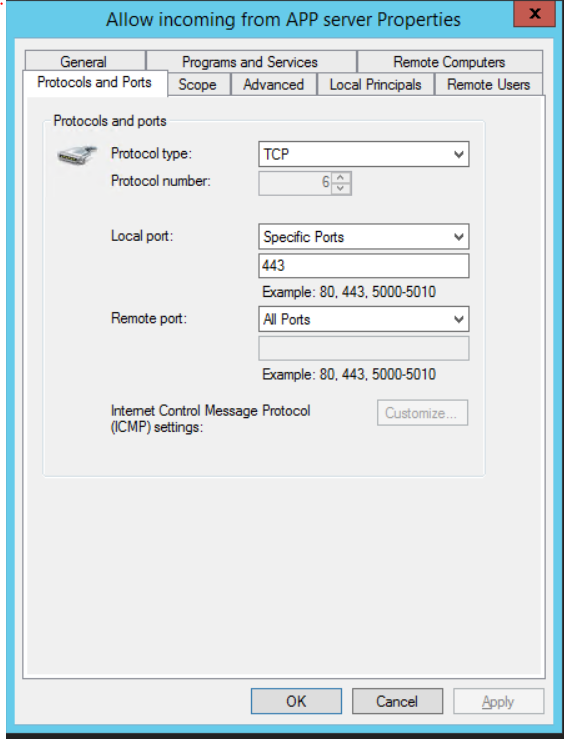 Allow incoming from APP server Properties
x
General Programs and Services Remote Computers
Protocols and Ports Scope Advanced Local Principals Remote Users
Protocols and ports
Protocol type: TCP
Protocol number: 6
Local port: Specific Ports
443
Example: 80, 443, 5000-5010
Remote port: All Ports
Example: 80, 443, 5000-5010
Internet Control Message Protocol Customize...
(ICMP) settings:
OK Cancel Apply